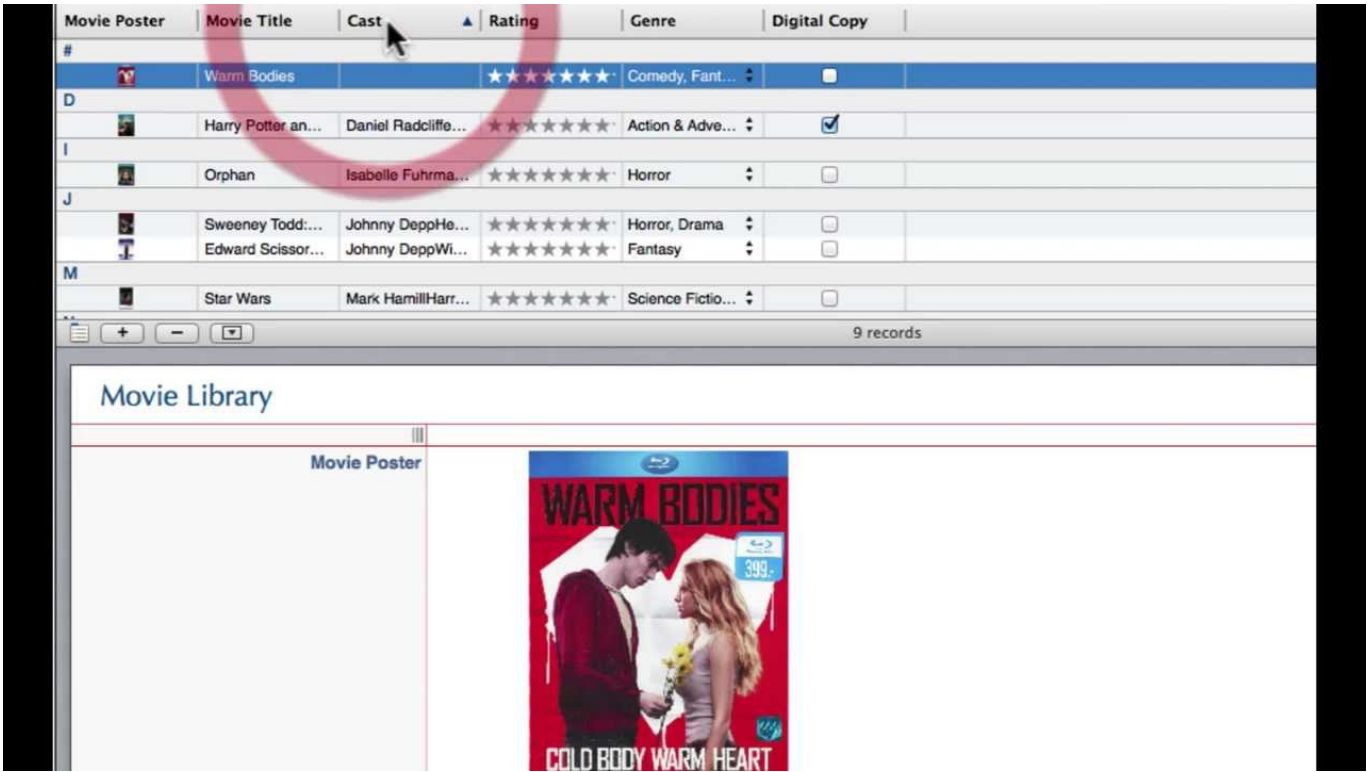 Movie Poster Movie Title Cast Rating Genre Digital Copy
#
Warm Bodies Comedy, Fant...
D
Harry Potter an... Daniel Radcliffe... Action & Adve...
I
Orphan Isabelle Fuhrma... Horror
J
Sweeney Todd:... Johnny DeppHe... Horror, Drama
Edward Scissor... Johnny DeppWi... Fantasy
M
Star Wars Mark HamillHarr... Science Fictio...
9 records
Movie Library
Movie Poster
WARM BODIES
399.-
COLD BODY WARM HEART